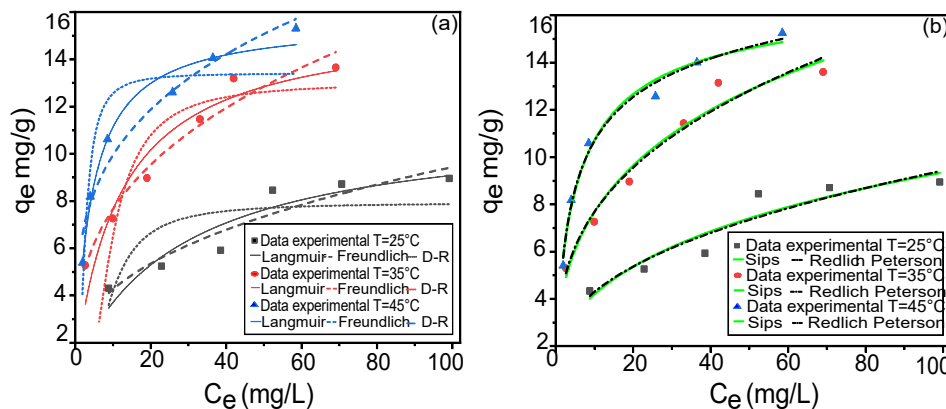 (a)
16
14
12
10
8
6
4
2
0 20 40 60 80 100
qe mg/g
Ce (mg/L)
Data experimental T=25°C
Langmuir – Freundlich – D-R
Data experimental T=35°C
Langmuir – Freundlich – D-R
Data experimental T=45°C
Langmuir – Freundlich – D-R
(b)
16
14
12
10
8
6
4
2
0 20 40 60 80 100
qe mg/g
Ce (mg/L)
Data experimental T=25°C
Sips Redlich Peterson
Data experimental T=35°C
Sips Redlich Peterson
Data experimental T=45°C
Sips Redlich Peterson